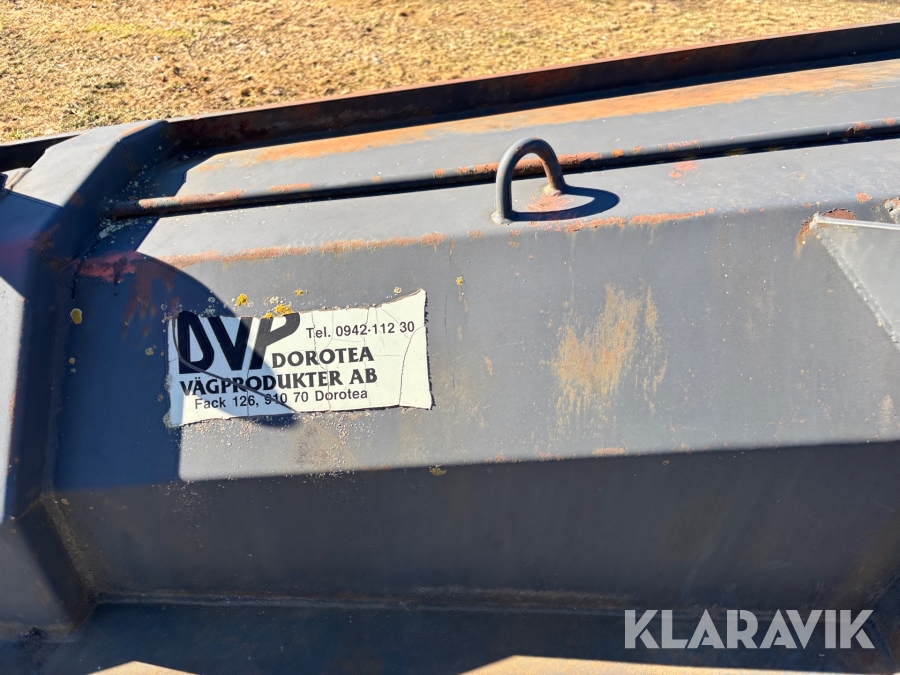 DVP Tel. 0942-112 30
DOROTEA
VÄGPRODUKTER AB
Fack 126, 910 70 Dorotea
KLARAVIK